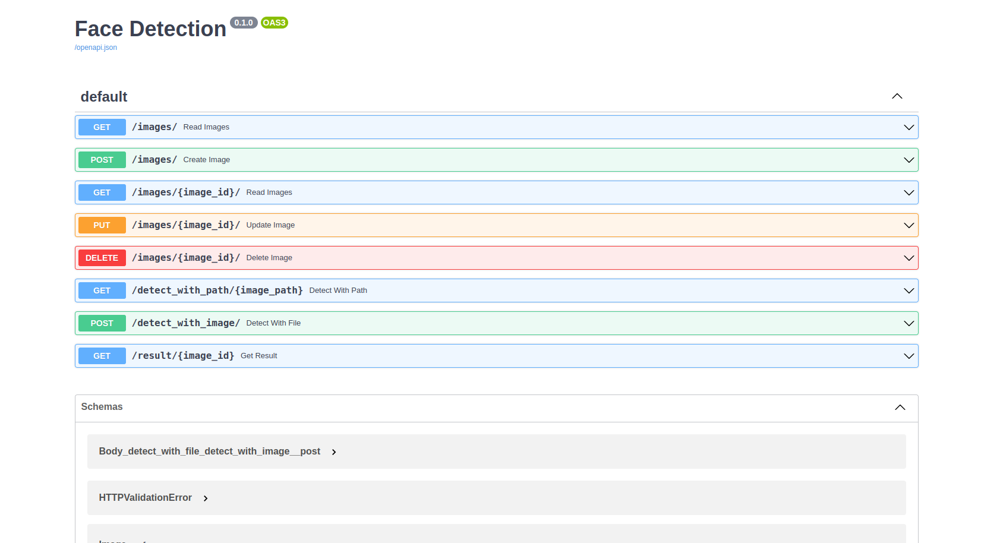 Face Detection 0.1.0 OAS3
/openapi.json
default
GET /images/ Read Images
POST /images/ Create Image
GET /images/{image_id}/ Read Images
PUT /images/{image_id}/ Update Image
DELETE /images/{image_id}/ Delete Image
GET /detect_with_path/{image_path} Detect With Path
POST /detect_with_image/ Detect With File
GET /result/{image_id} Get Result
Schemas
Body_detect_with_file_detect_with_image__post
HTTPValidationError